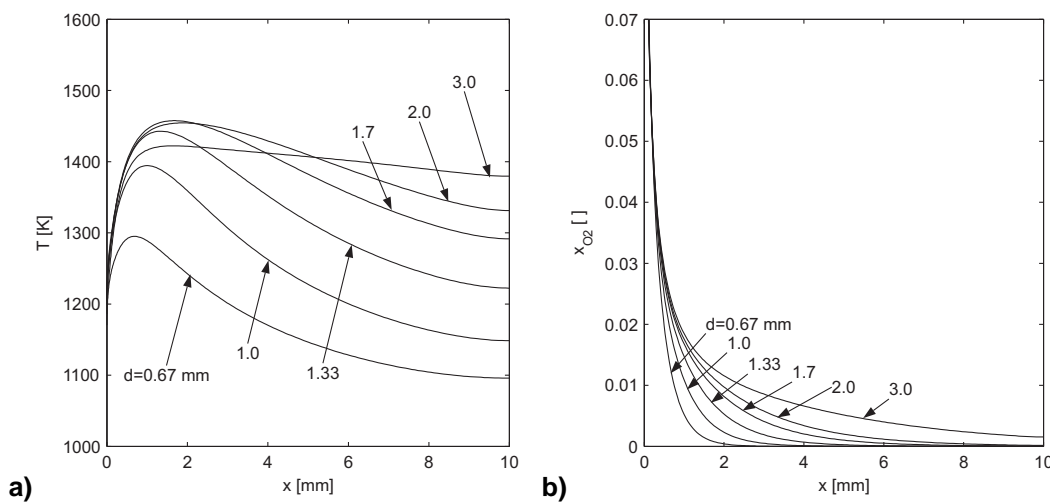 1600
1500
1400
1300
1200
1100
1000
T [K]
3.0
2.0
1.7
1.33
1.0
d=0.67 mm
0 2 4 6 8 10
x [mm]
a)
0.07
0.06
0.05
0.04
0.03
0.02
0.01
0
x_O2 [ ]
d=0.67 mm
1.0
1.33
1.7
2.0
3.0
0 2 4 6 8 10
x [mm]
b)